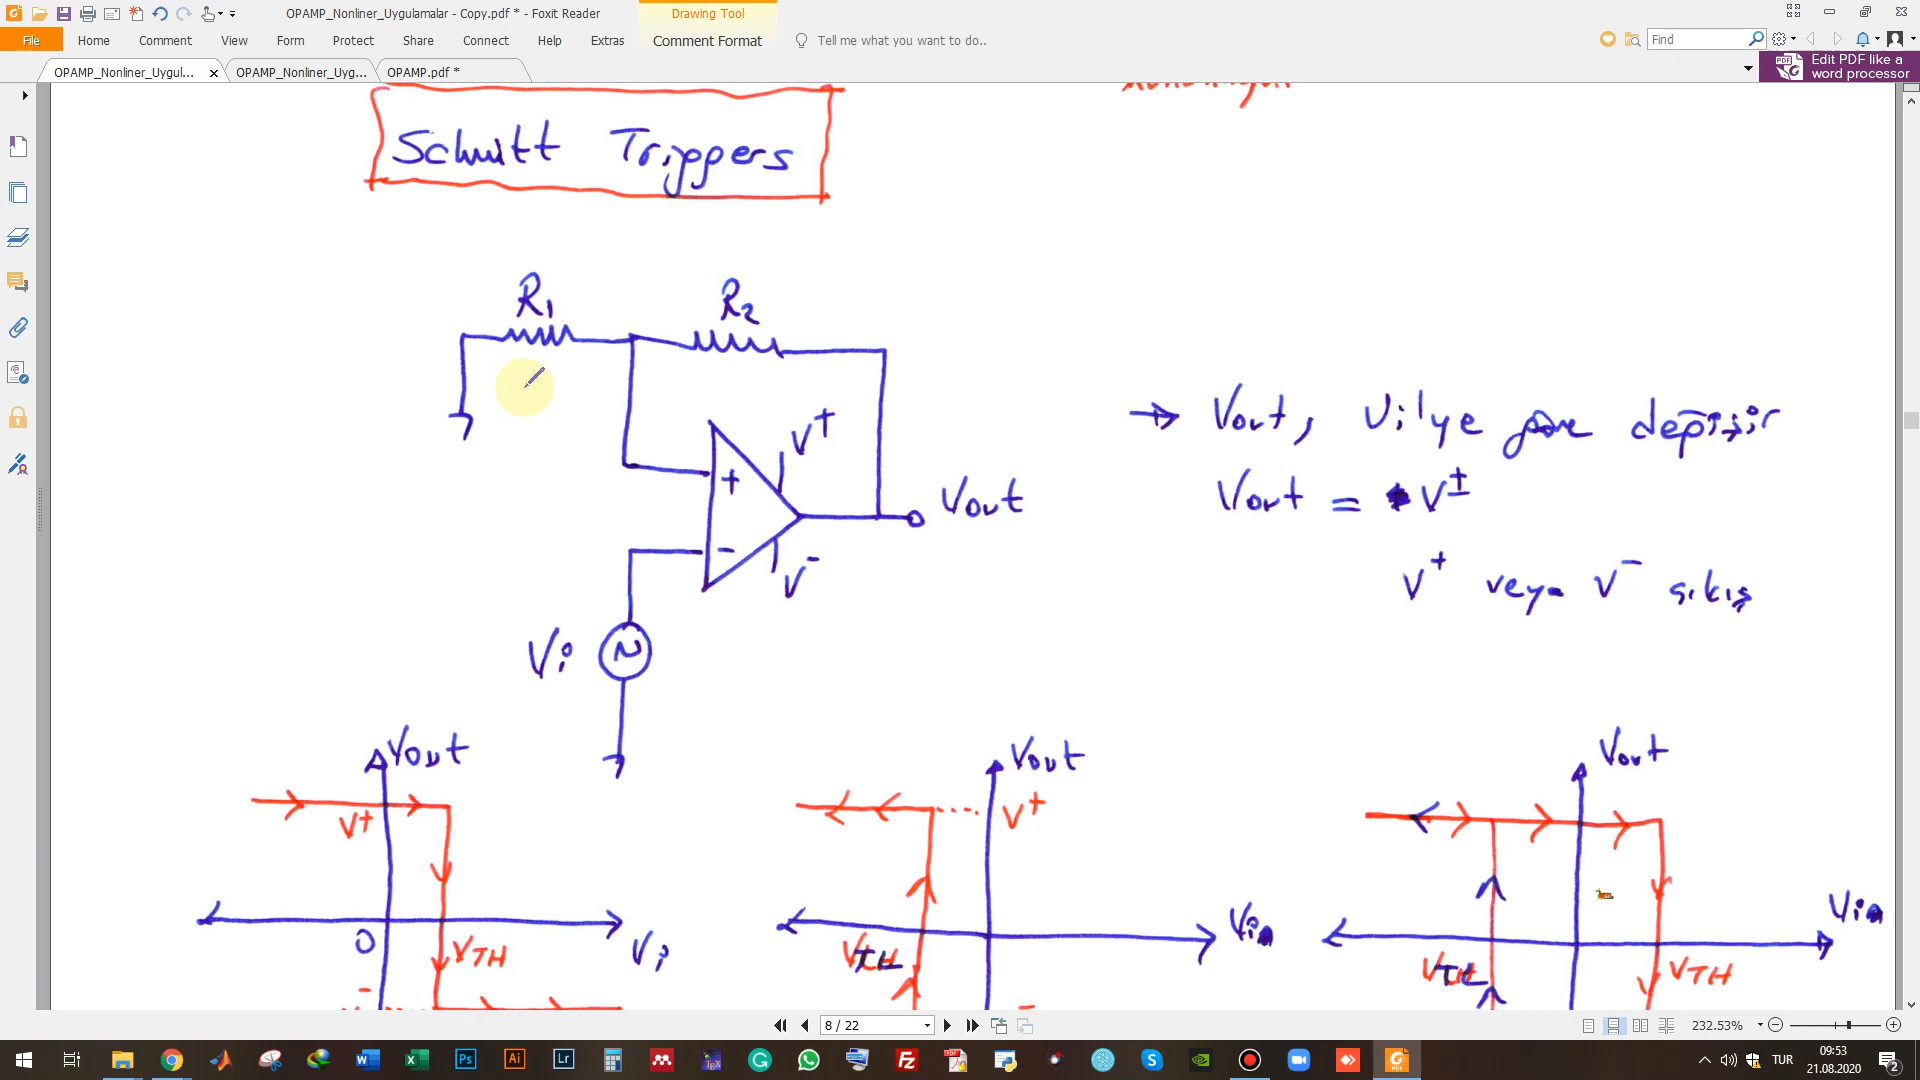 OPAMP_Nonliner_Uygulamalar - Copy.pdf * - Foxit Reader
Drawing Tool
File Home Comment View Form Protect Share Connect Help Extras Comment Format Tell me what you want to do.. Find
OPAMP_Nonliner_Uygul... OPAMP_Nonliner_Uyg... OPAMP.pdf *
Edit PDF like a
word processor
Schmitt Triggers
R1 R2
V+
+
Vout
-
V-
Vi
→ Vout, Vi'ye göre değişir
Vout = V±
V+ veya V- çıkış
Vout
V+
0
VTH
Vi
Vout
V+
Vin
VTL
Vout
Vin
VTL
VTH
8 / 22
232.53%
TUR
09:53
21.08.2020
2